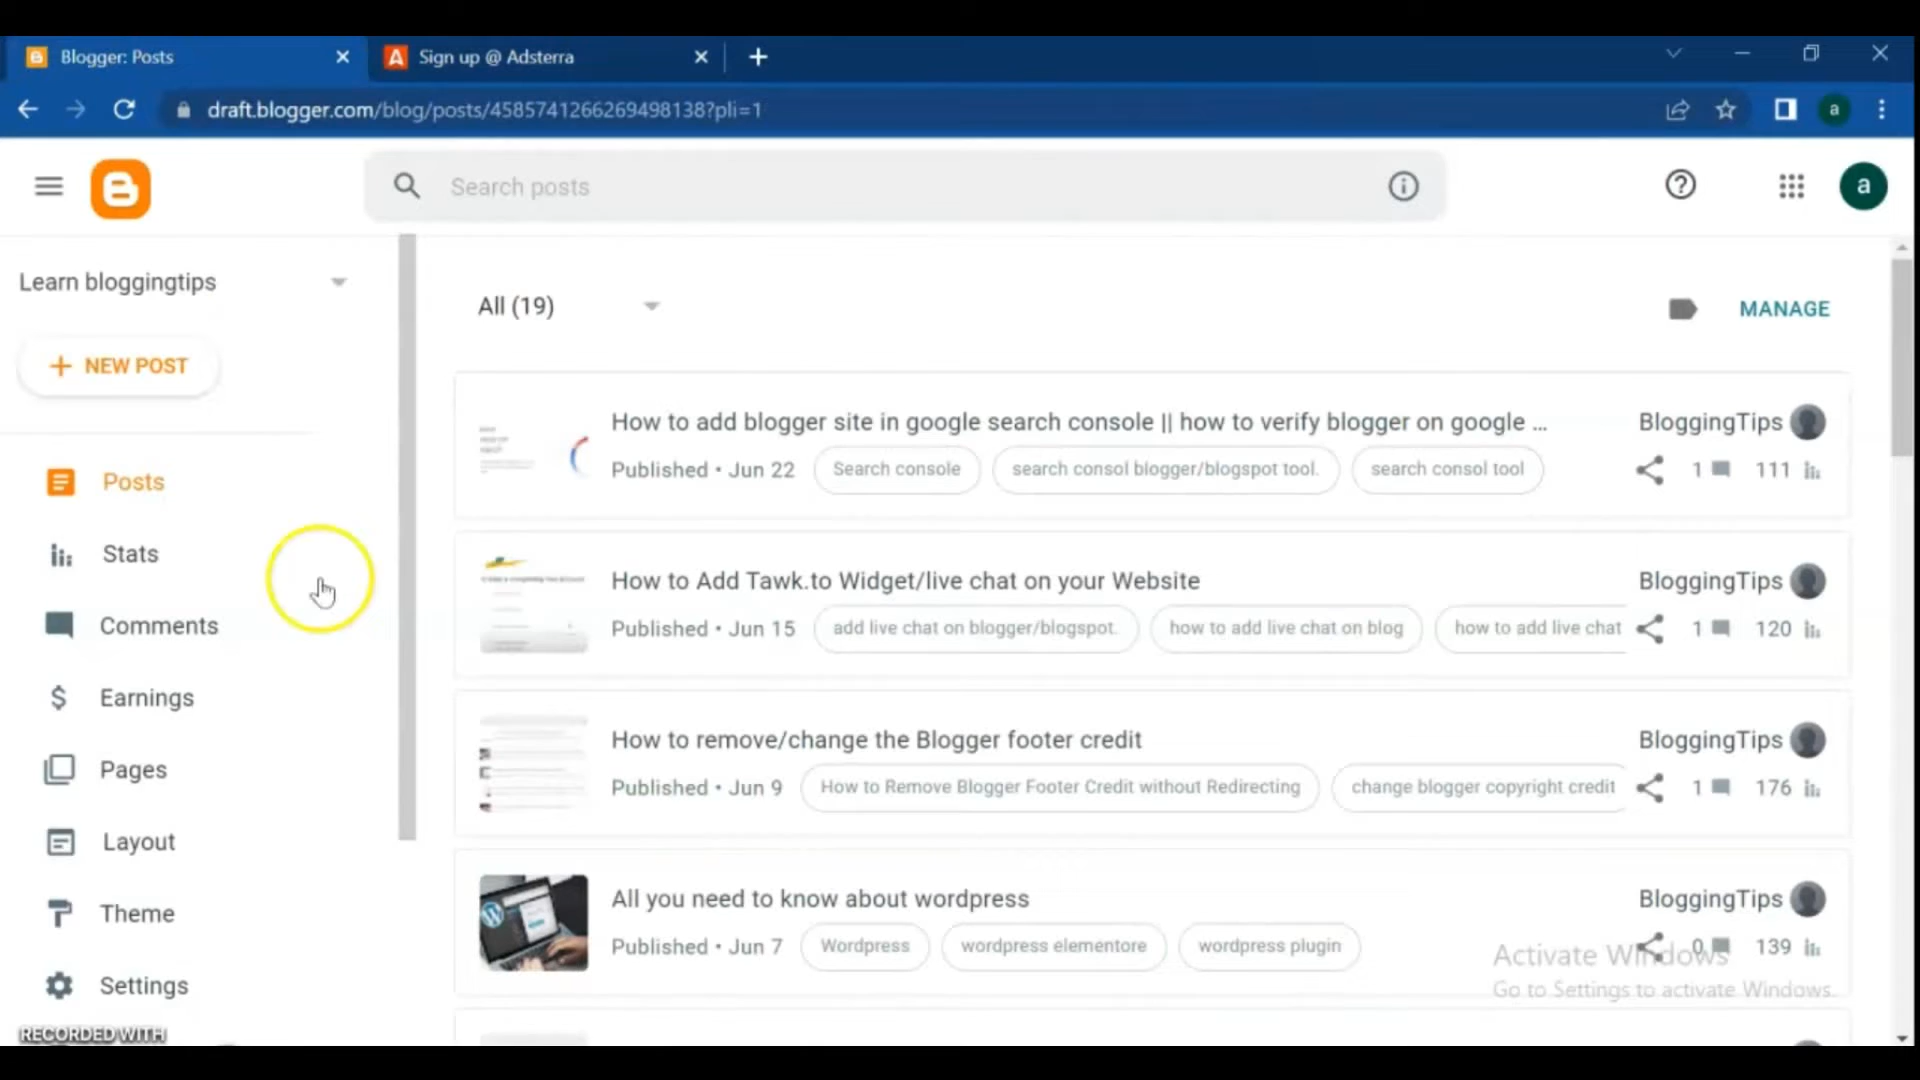 Blogger: Posts
Sign up @ Adsterra
draft.blogger.com/blog/posts/4585741266269498138?pli=1
a
Search posts
a
Learn bloggingtips
NEW POST
Posts
Stats
Comments
Earnings
Pages
Layout
Theme
Settings
RECORDED WITH
All (19)
MANAGE
How to add blogger site in google search console || how to verify blogger on google ...
BloggingTips
Published • Jun 22
Search console
search consol blogger/blogspot tool.
search consol tool
1
111
How to Add Tawk.to Widget/live chat on your Website
BloggingTips
Published • Jun 15
add live chat on blogger/blogspot.
how to add live chat on blog
how to add live chat
1
120
How to remove/change the Blogger footer credit
BloggingTips
Published • Jun 9
How to Remove Blogger Footer Credit without Redirecting
change blogger copyright credit
1
176
All you need to know about wordpress
BloggingTips
Published • Jun 7
Wordpress
wordpress elementore
wordpress plugin
0
139
Activate Windows
Go to Settings to activate Windows.